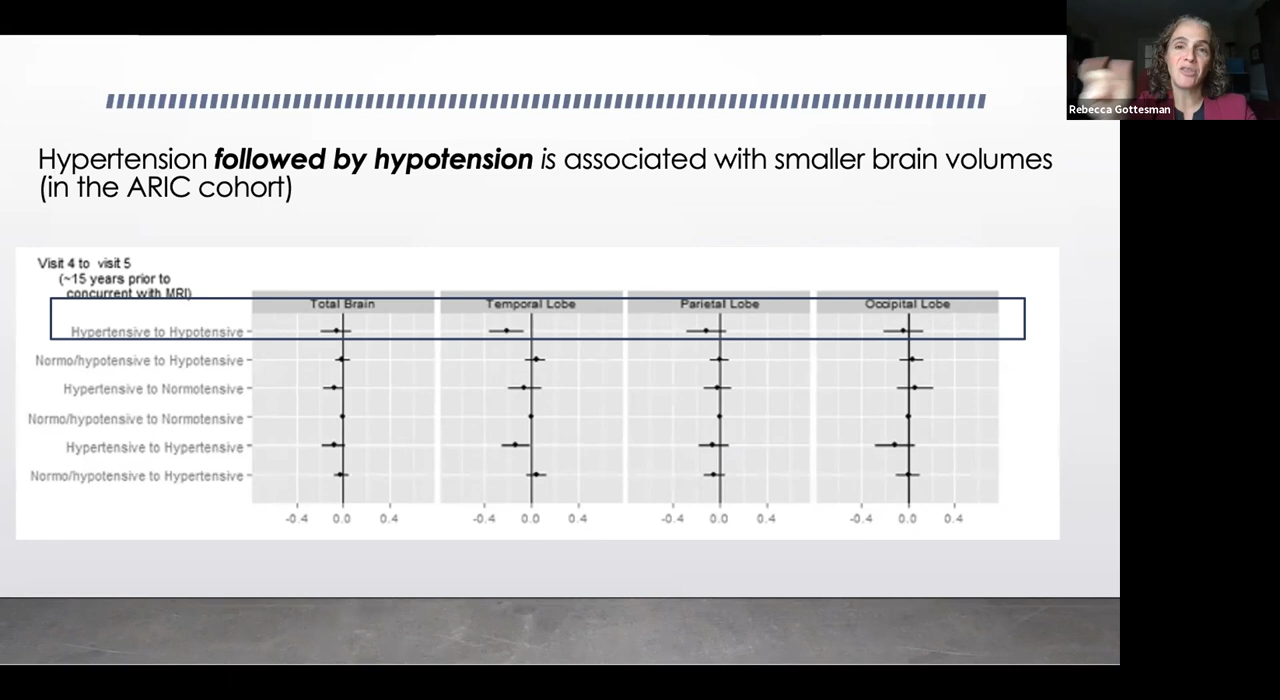 Rebecca Gottesman
Hypertension followed by hypotension is associated with smaller brain volumes
(in the ARIC cohort)
Visit 4 to visit 5
(~15 years prior to
concurrent with MRI)
Total Brain Temporal Lobe Parietal Lobe Occipital Lobe
Hypertensive to Hypotensive
Normo/hypotensive to Hypotensive
Hypertensive to Normotensive
Normo/hypotensive to Normotensive
Hypertensive to Hypertensive
Normo/hypotensive to Hypertensive
-0.4 0.0 0.4 -0.4 0.0 0.4 -0.4 0.0 0.4 -0.4 0.0 0.4